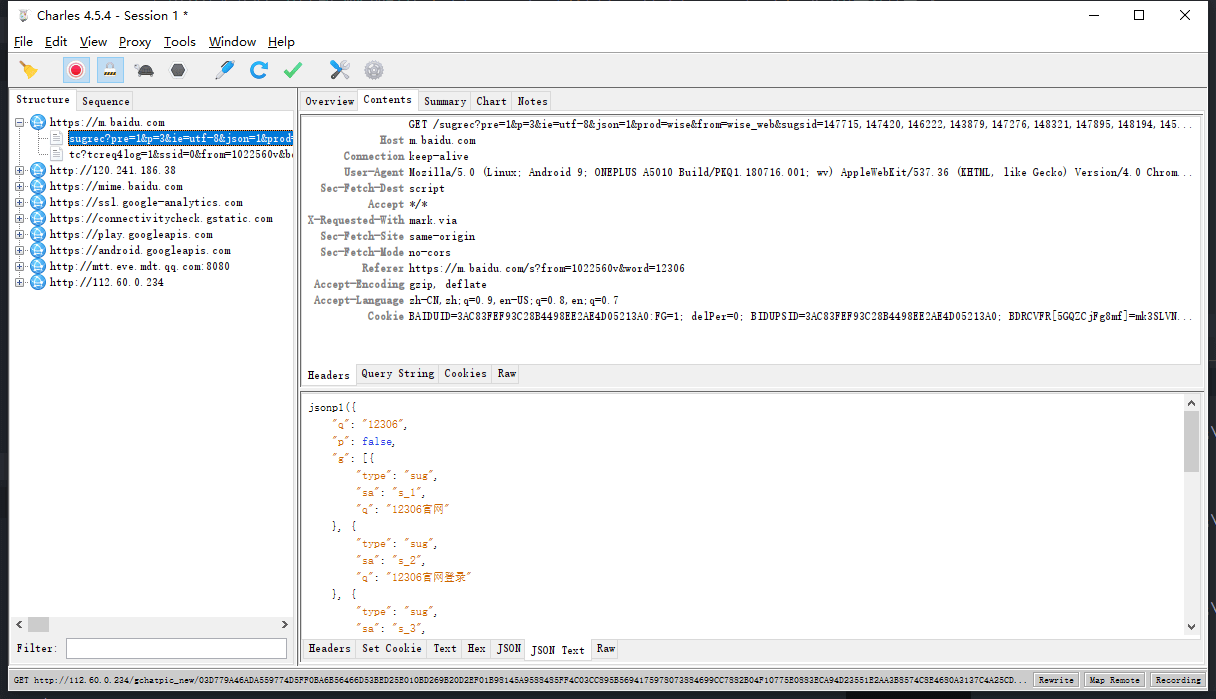 Charles 4.5.4 - Session 1 *
File Edit View Proxy Tools Window Help
Structure Sequence
https://m.baidu.com
sugrec?pre=1&p=3&ie=utf-8&json=1&prod=
tc?tcreq4log=1&ssid=0&from=1022560v&b
http://120.241.186.38
https://mime.baidu.com
https://ssl.google-analytics.com
https://connectivitycheck.gstatic.com
https://play.googleapis.com
https://android.googleapis.com
http://mtt.eve.mdt.qq.com:8080
http://112.60.0.234
Filter:
Overview Contents Summary Chart Notes
GET /sugrec?pre=1&p=3&ie=utf-8&json=1&prod=wise&from=wise_web&sugsid=147715,147420,146222,143879,147276,148321,147895,148194,145...
Host m.baidu.com
Connection keep-alive
User-Agent Mozilla/5.0 (Linux; Android 9; ONEPLUS A5010 Build/PKQ1.180716.001; wv) AppleWebKit/537.36 (KHTML, like Gecko) Version/4.0 Chrom...
Sec-Fetch-Dest script
Accept */*
X-Requested-With mark.via
Sec-Fetch-Site same-origin
Sec-Fetch-Mode no-cors
Referer https://m.baidu.com/s?from=1022560v&word=12306
Accept-Encoding gzip, deflate
Accept-Language zh-CN,zh;q=0.9,en-US;q=0.8,en;q=0.7
Cookie BAIDUID=3AC83FEF93C28B4498EE2AE4D05213A0:FG=1; delPer=0; BIDUPSID=3AC83FEF93C28B4498EE2AE4D05213A0; BDRCVFR[5GQZCjFg8mf]=mk3SLVN...
Headers Query String Cookies Raw
jsonp1({
"q": "12306",
"p": false,
"g": [{
"type": "sug",
"sa": "s_1",
"q": "12306官网"
}, {
"type": "sug",
"sa": "s_2",
"q": "12306官网登录"
}, {
"type": "sug",
"sa": "s_3",
Headers Set Cookie Text Hex JSON JSON Text Raw
GET Rewrite Map Remote Recording